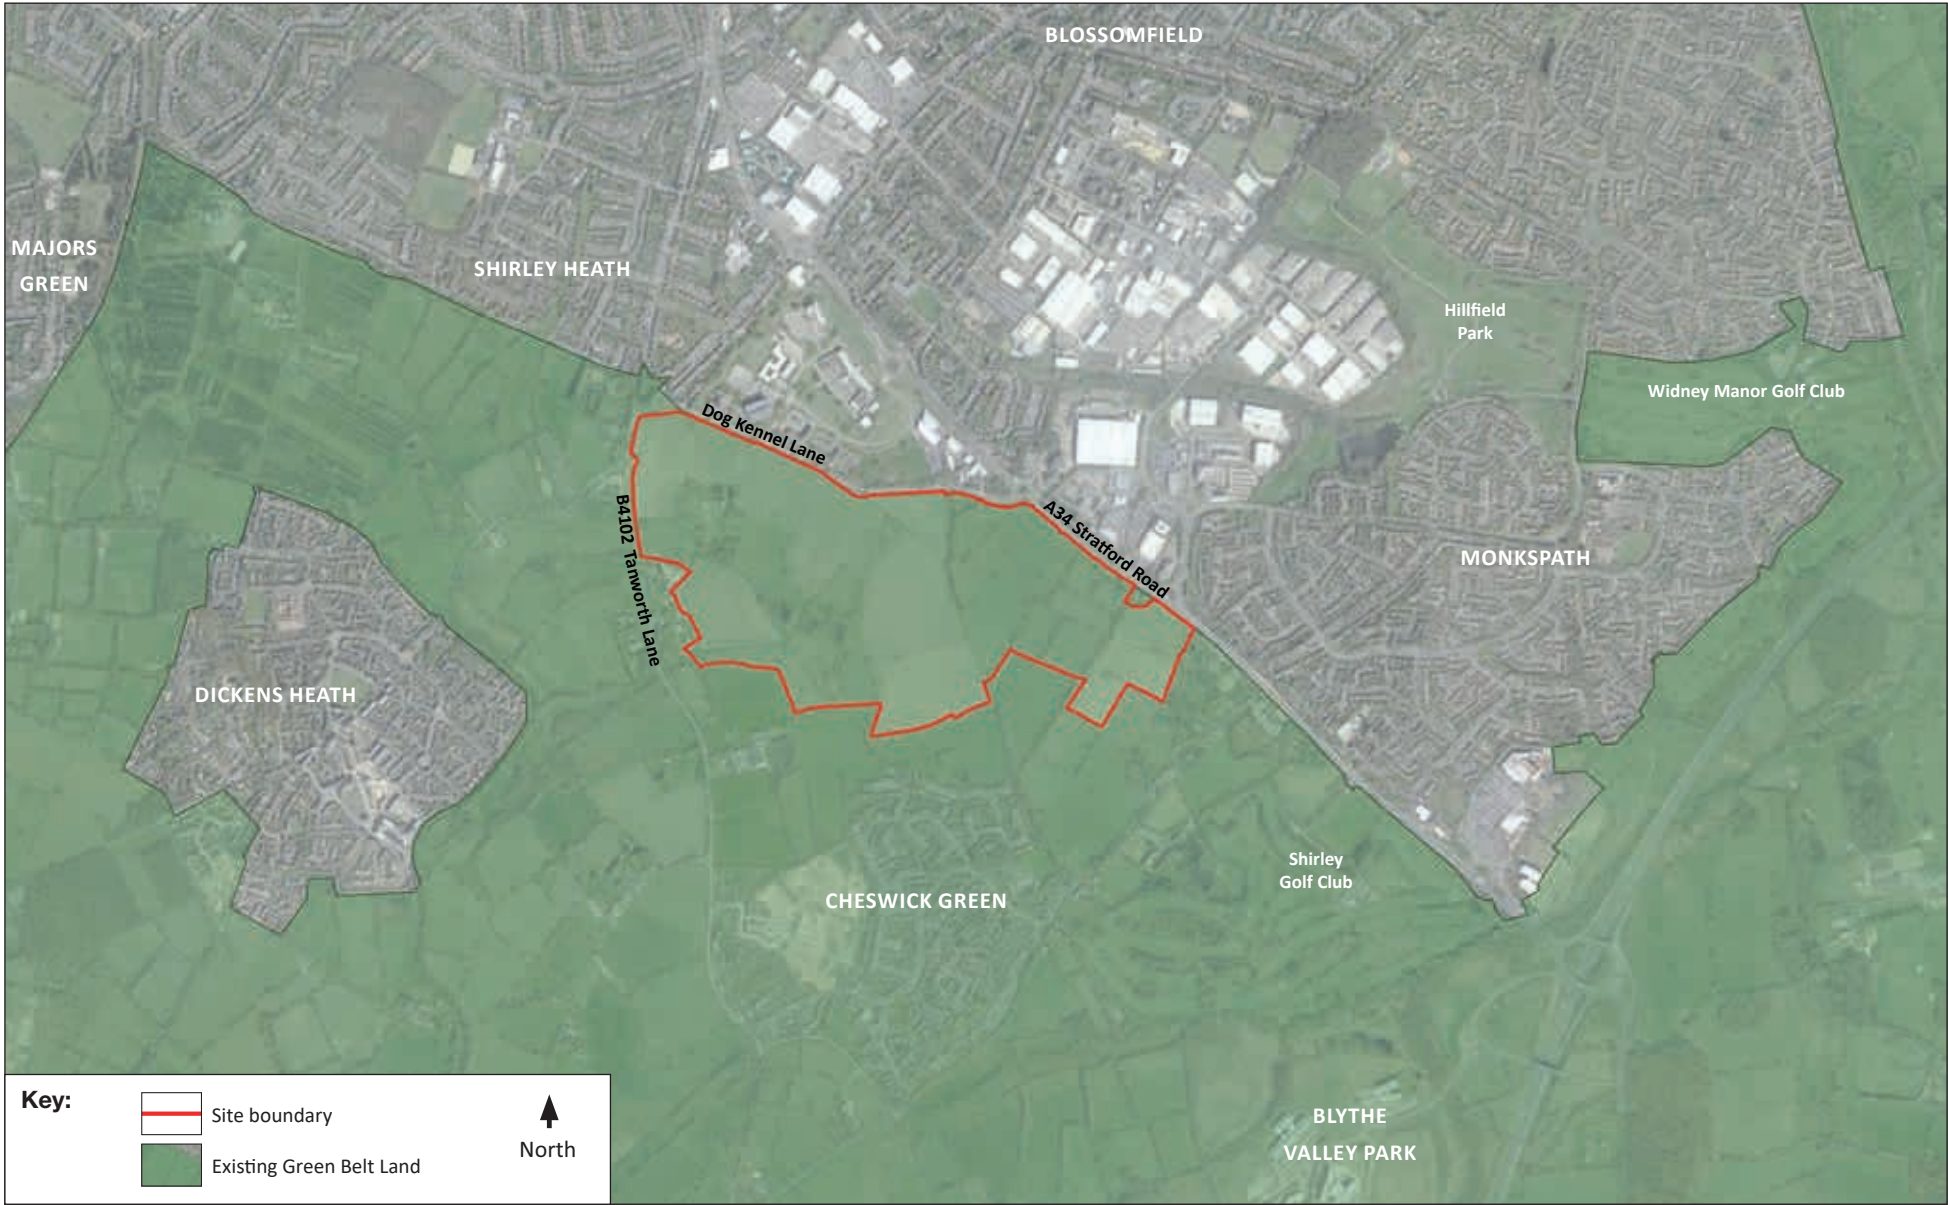 BLOSSOMFIELD
MAJORS
GREEN
SHIRLEY HEATH
Hillfield
Park
Widney Manor Golf Club
Dog Kennel Lane
B4102 Tanworth Lane
A34 Stratford Road
MONKSPATH
DICKENS HEATH
Shirley
Golf Club
CHESWICK GREEN
BLYTHE
VALLEY PARK
Key:
Site boundary
Existing Green Belt Land
North